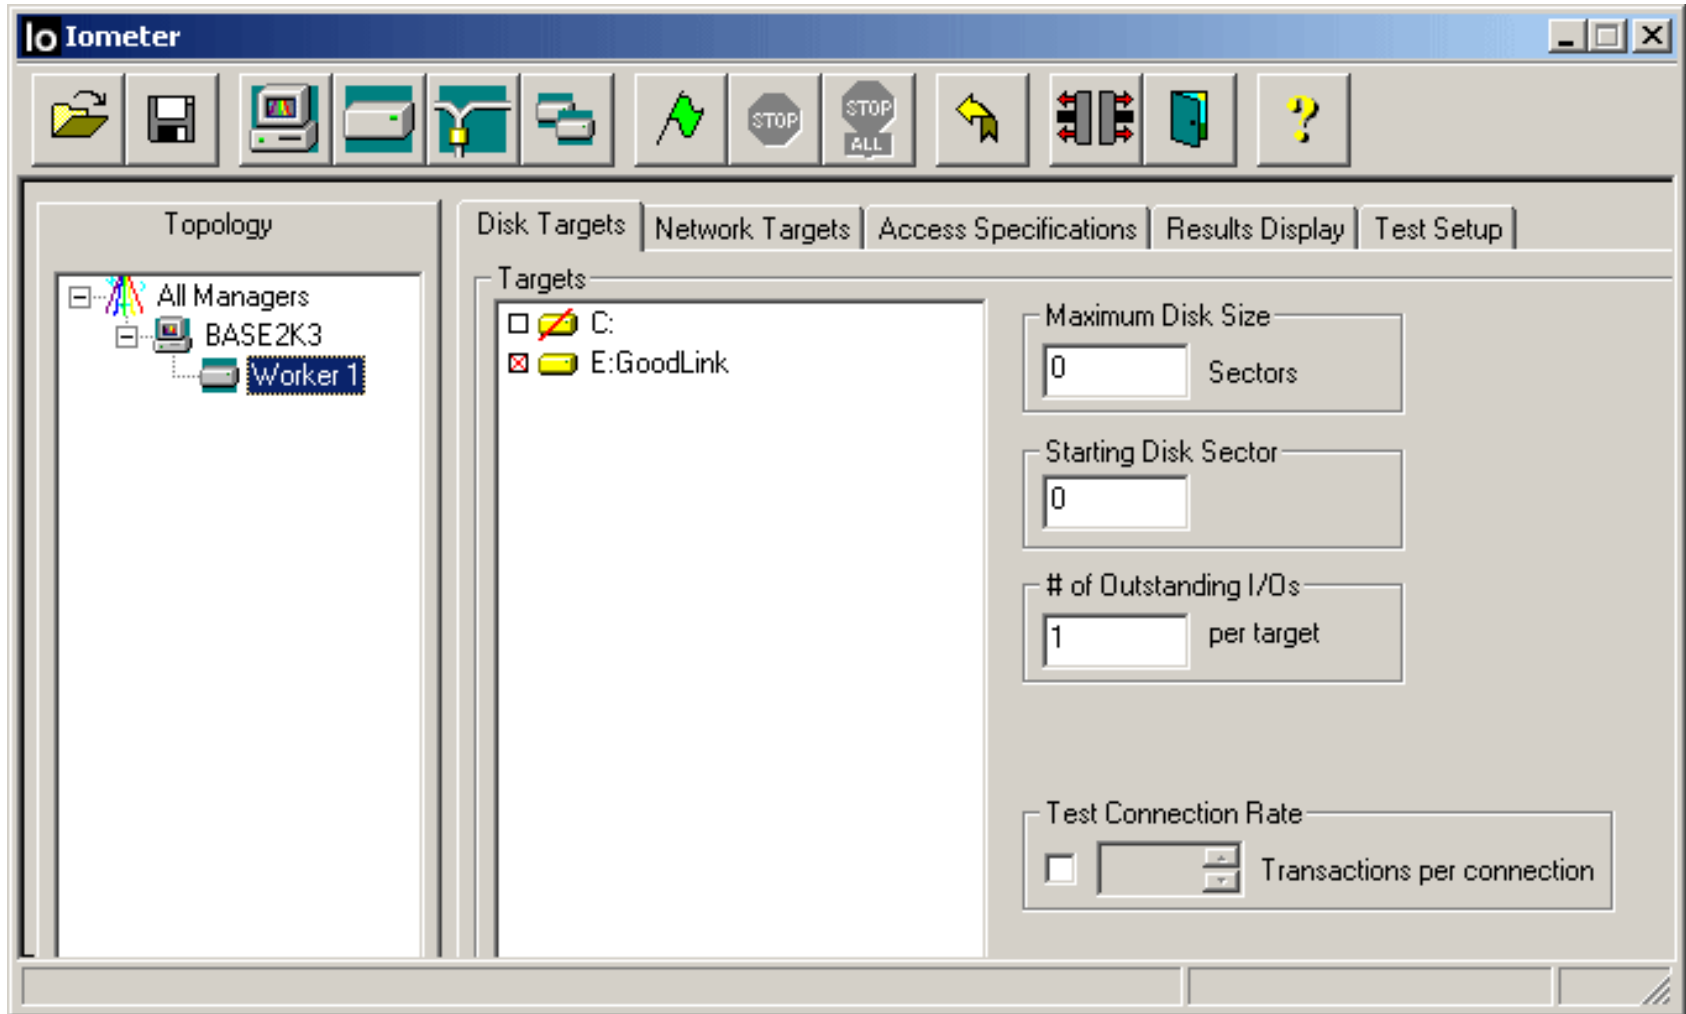 Io Iometer
STOP
STOP
ALL
?
Topology
Disk Targets
Network Targets
Access Specifications
Results Display
Test Setup
All Managers
BASE2K3
Worker 1
Targets
C:
E:GoodLink
Maximum Disk Size
0
Sectors
Starting Disk Sector
0
# of Outstanding I/Os
1
per target
Test Connection Rate
Transactions per connection